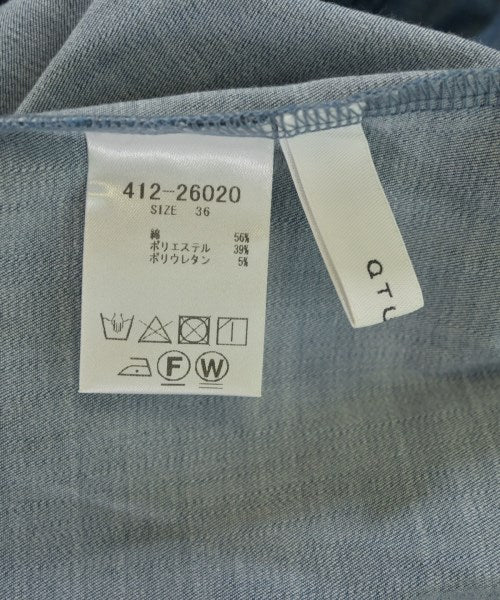 412-26020
SIZE 36
綿 56%
ポリエステル 39%
ポリウレタン 5%
F W
QTU